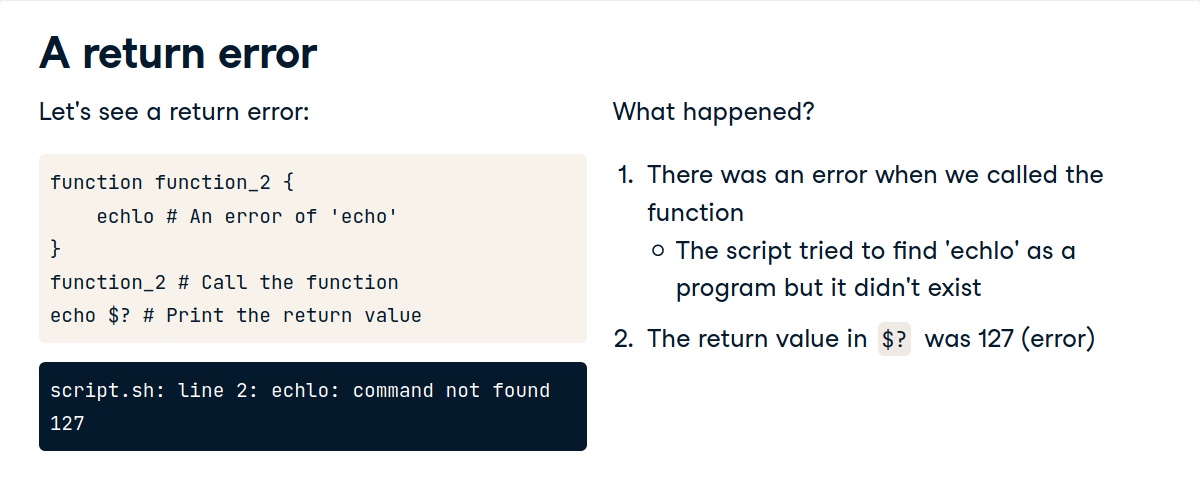 A return error
Let's see a return error:
function function_2 {
    echlo # An error of 'echo'
}
function_2 # Call the function
echo $? # Print the return value
script.sh: line 2: echlo: command not found
127
What happened?
1. There was an error when we called the
function
○ The script tried to find 'echlo' as a
program but it didn't exist
2. The return value in $? was 127 (error)